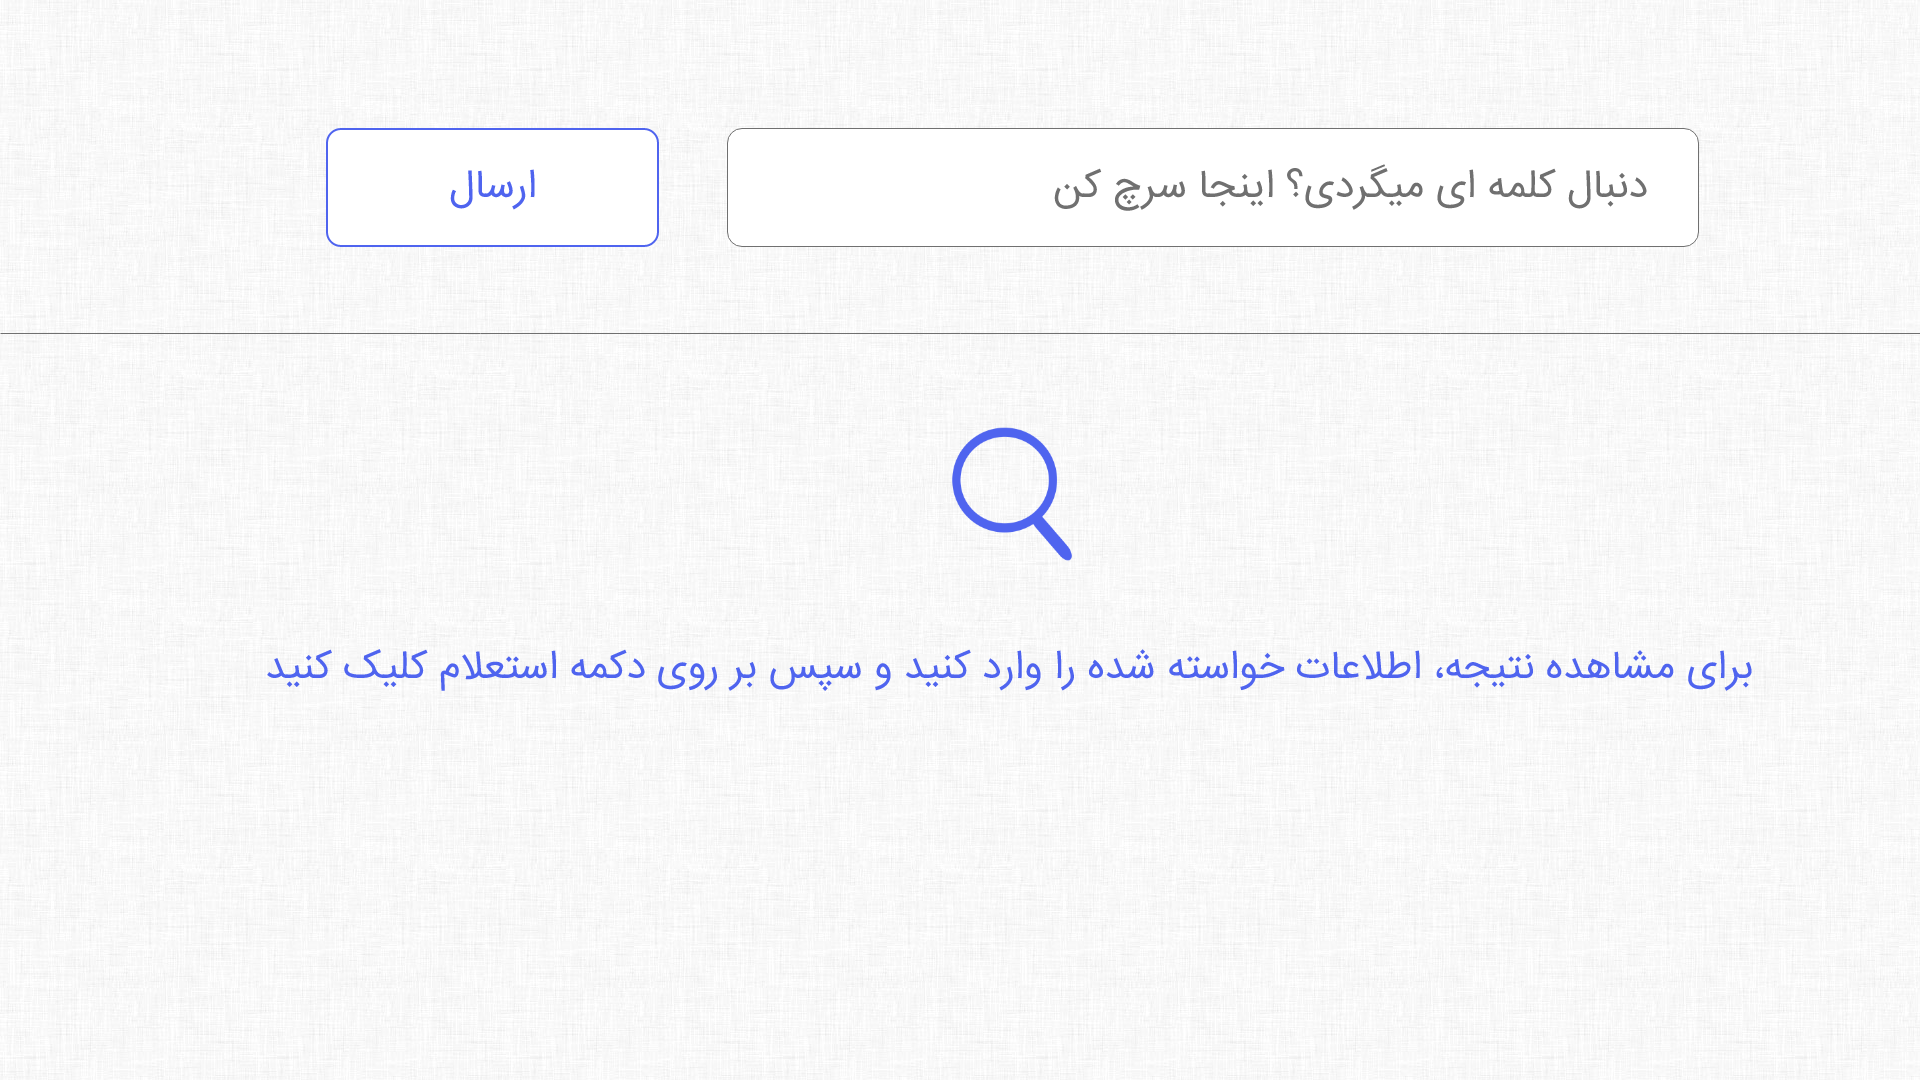 دنبال کلمه ای میگردی؟ اینجا سرچ کن
ارسال
برای مشاهده نتیجه، اطلاعات خواسته شده را وارد کنید و سپس بر روی دکمه استعلام کلیک کنید